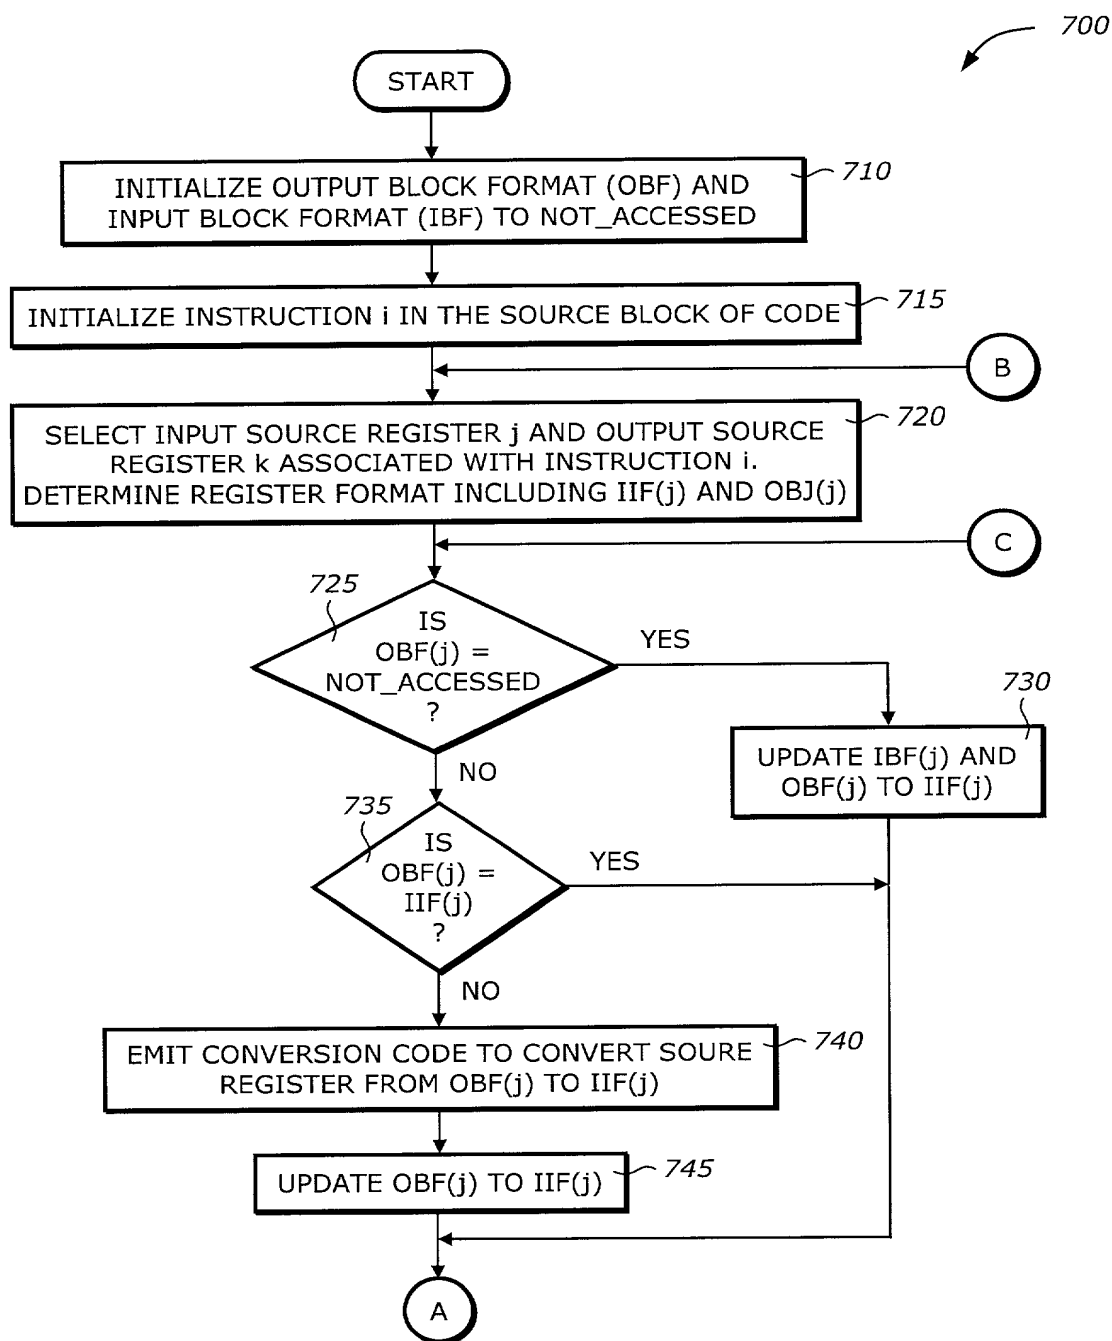 700
START
INITIALIZE OUTPUT BLOCK FORMAT (OBF) AND
INPUT BLOCK FORMAT (IBF) TO NOT_ACCESSED
710
INITIALIZE INSTRUCTION i IN THE SOURCE BLOCK OF CODE
715
B
SELECT INPUT SOURCE REGISTER j AND OUTPUT SOURCE
REGISTER k ASSOCIATED WITH INSTRUCTION i.
DETERMINE REGISTER FORMAT INCLUDING IIF(j) AND OBJ(j)
720
C
725
IS
OBF(j) =
NOT_ACCESSED
?
YES
NO
730
UPDATE IBF(j) AND
OBF(j) TO IIF(j)
735
IS
OBF(j) =
IIF(j)
?
YES
NO
EMIT CONVERSION CODE TO CONVERT SOURE
REGISTER FROM OBF(j) TO IIF(j)
740
UPDATE OBF(j) TO IIF(j)
745
A